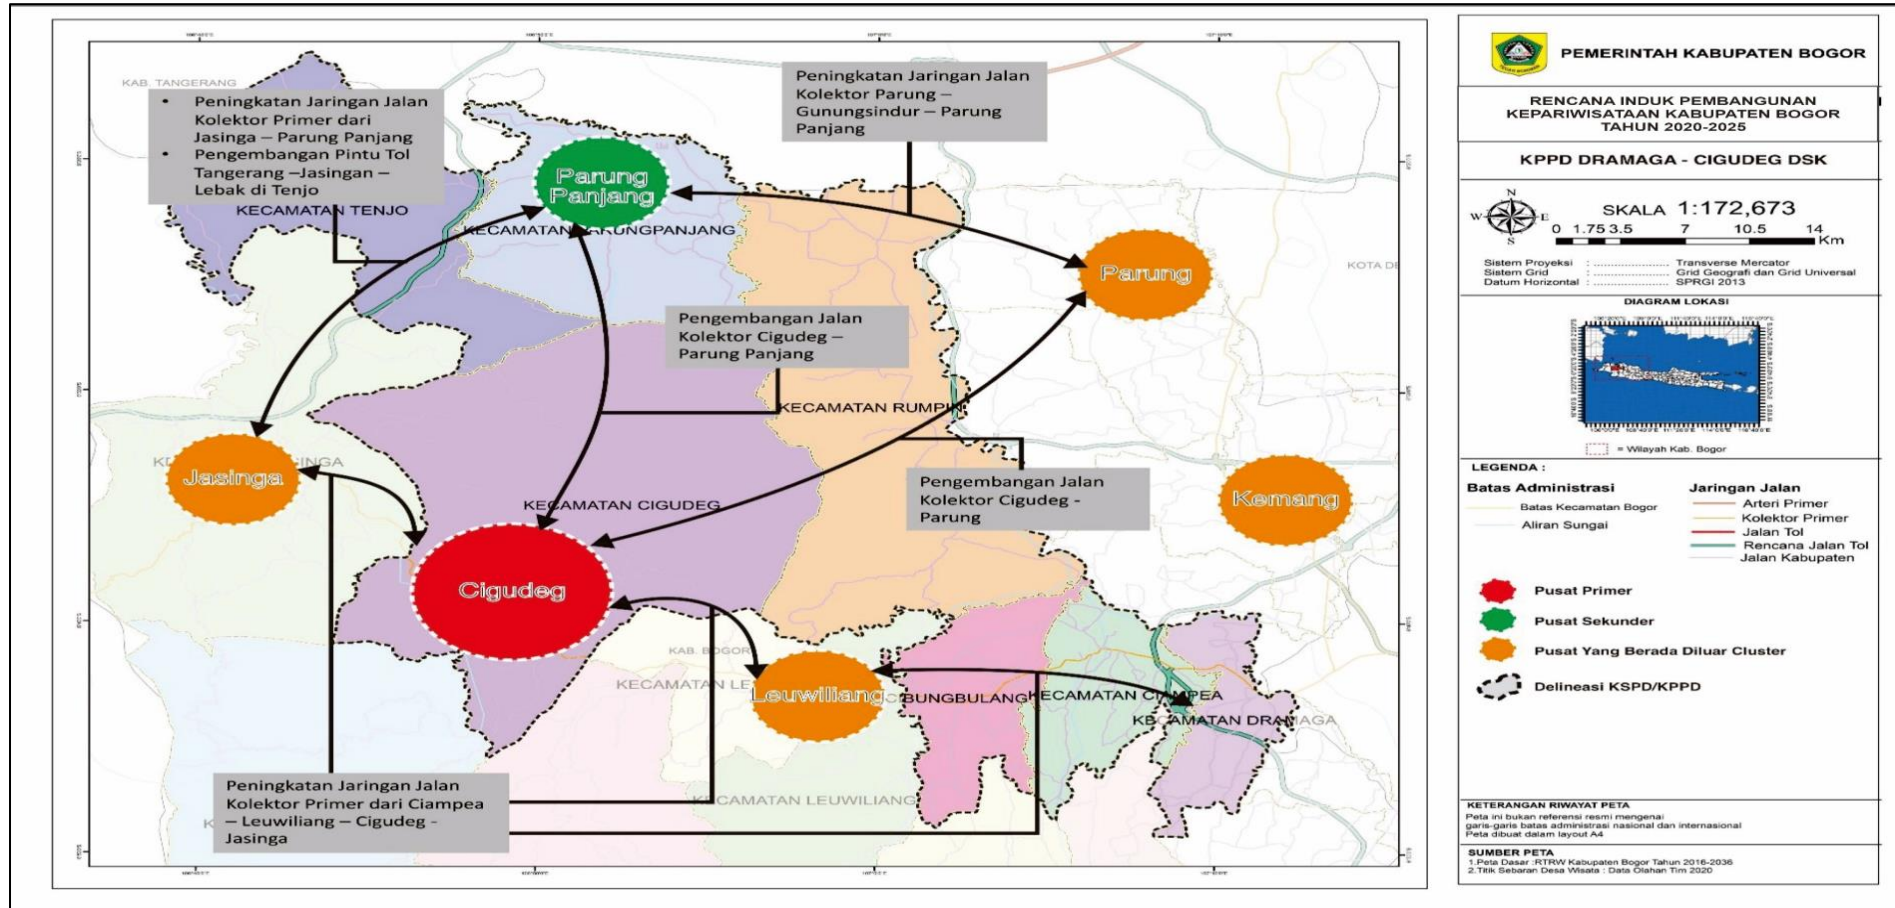 KAB. TANGERANG
• Peningkatan Jaringan Jalan
Kolektor Primer dari
Jasinga – Parung Panjang
• Pengembangan Pintu Tol
Tangerang –Jasingan –
Lebak di Tenjo
Peningkatan Jaringan Jalan
Kolektor Parung –
Gunungsindur – Parung
Panjang
KECAMATAN TENJO
Parung
Panjang
KECAMATAN PARUNGPANJANG
Parung
KOTA DE
Pengembangan Jalan
Kolektor Cigudeg –
Parung Panjang
KECAMATAN RUMPIN
Jasinga
KECAMATAN CIGUDEG
Pengembangan Jalan
Kolektor Cigudeg -
Parung
Kemang
Cigudeg
KAB. BOGOR
KECAMATAN LE
Leuwiliang
CIBUNGBULANG
KECAMATAN CIAMPEA
KECAMATAN DRAMAGA
KECAMATAN LEUWILIANG
Peningkatan Jaringan Jalan
Kolektor Primer dari Ciampea
– Leuwiliang – Cigudeg -
Jasinga
PEMERINTAH KABUPATEN BOGOR
RENCANA INDUK PEMBANGUNAN
KEPARIWISATAAN KABUPATEN BOGOR
TAHUN 2020-2025
KPPD DRAMAGA - CIGUDEG DSK
N
W E
S
SKALA 1:172,673
0 1.75 3.5 7 10.5 14
Km
Sistem Proyeksi : ...................... Transverse Mercator
Sistem Grid : ...................... Grid Geografi dan Grid Universal
Datum Horizontal : ...................... SPRGI 2013
DIAGRAM LOKASI
= Wilayah Kab. Bogor
LEGENDA :
Batas Administrasi
Batas Kecamatan Bogor
Aliran Sungai
Jaringan Jalan
Arteri Primer
Kolektor Primer
Jalan Tol
Rencana Jalan Tol
Jalan Kabupaten
Pusat Primer
Pusat Sekunder
Pusat Yang Berada Diluar Cluster
Delineasi KSPD/KPPD
KETERANGAN RIWAYAT PETA
Peta ini bukan referensi resmi mengenai
garis-garis batas administrasi nasional dan internasional
Peta dibuat dalam layout A4
SUMBER PETA
1.Peta Dasar :RTRW Kabupaten Bogor Tahun 2016-2036
2.Titik Sebaran Desa Wisata : Data Olahan Tim 2020